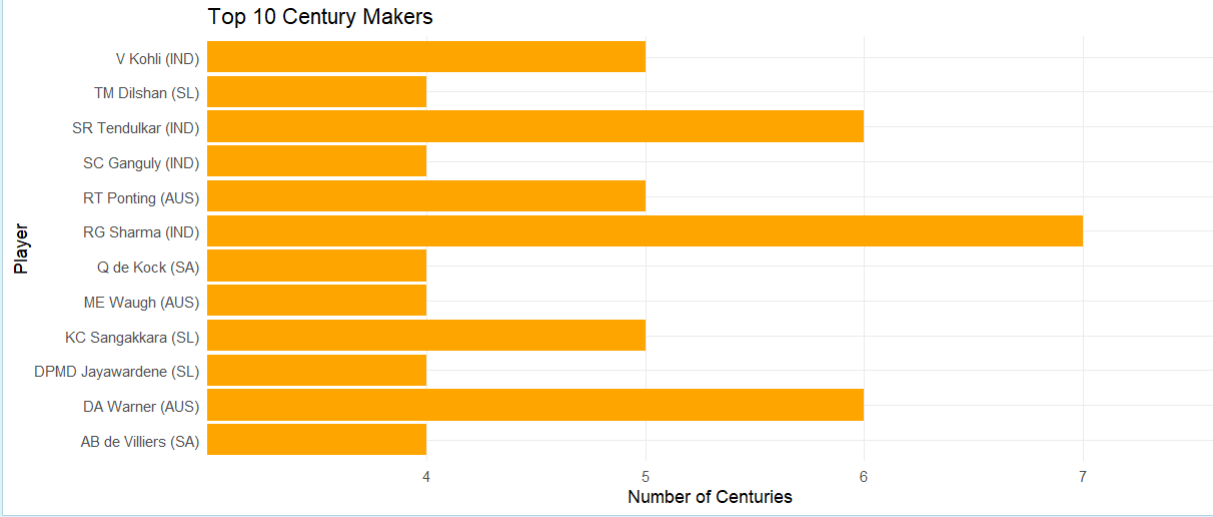 Top 10 Century Makers
Player
V Kohli (IND)
TM Dilshan (SL)
SR Tendulkar (IND)
SC Ganguly (IND)
RT Ponting (AUS)
RG Sharma (IND)
Q de Kock (SA)
ME Waugh (AUS)
KC Sangakkara (SL)
DPMD Jayawardene (SL)
DA Warner (AUS)
AB de Villiers (SA)
4 5 6 7
Number of Centuries